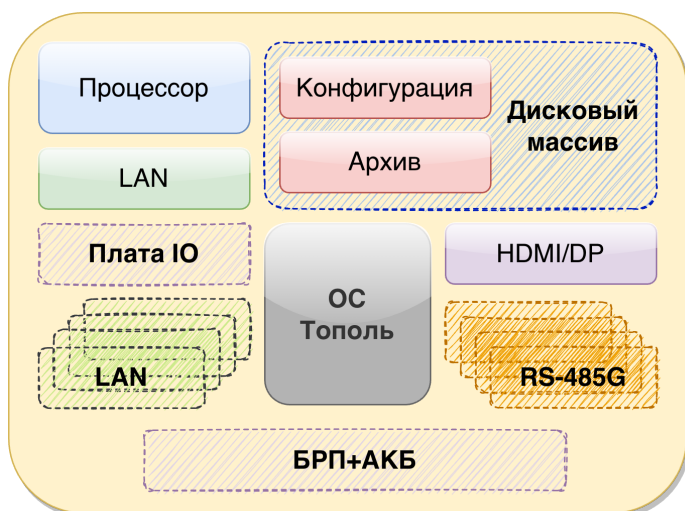 Процессор
Конфигурация
Дисковый
массив
Архив
LAN
Плата IO
ОС
Тополь
HDMI/DP
LAN
RS-485G
БРП+АКБ